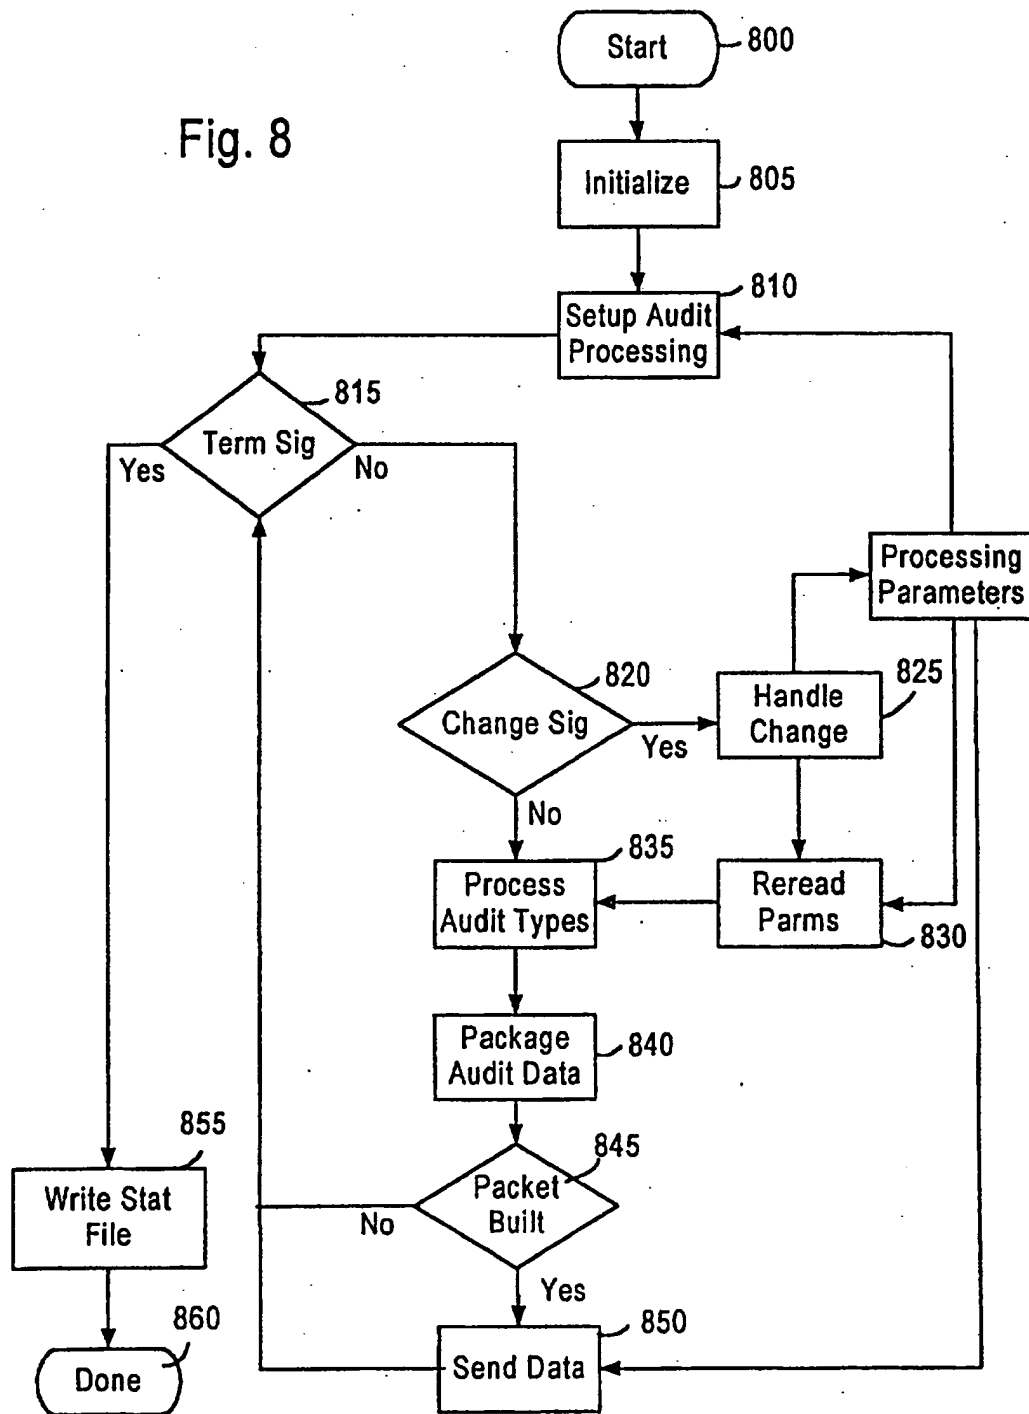 Start
800
Fig. 8
Initialize
805
810
Setup Audit
Processing
815
Term Sig
Yes
No
Processing
Parameters
820
Change Sig
Yes
No
825
Handle
Change
835
Process
Audit Types
Reread
Parms
830
Package
Audit Data
840
845
Packet
Built
No
Yes
855
Write Stat
File
850
Send Data
860
Done